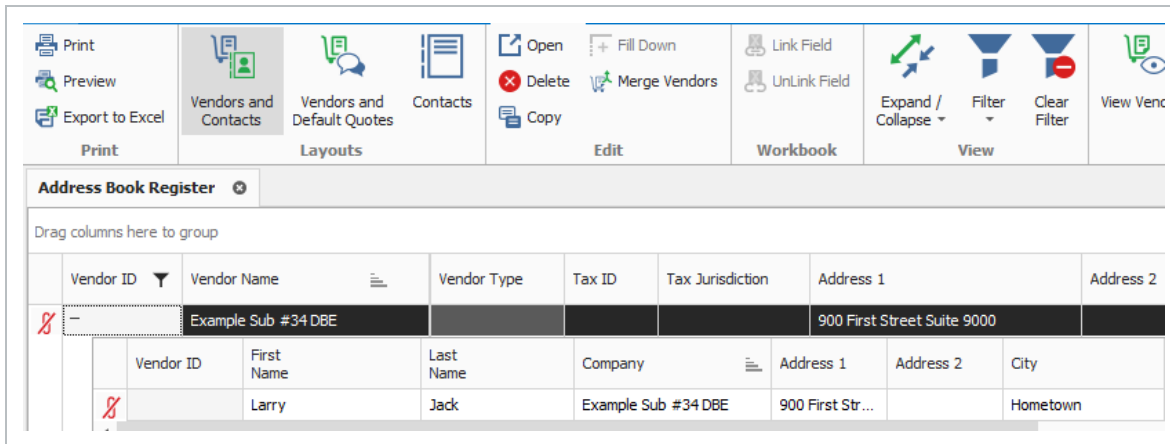 Print
Preview
Export to Excel
Print
Vendors and
Contacts
Vendors and
Default Quotes
Contacts
Layouts
Open
Delete
Copy
Fill Down
Merge Vendors
Edit
Link Field
UnLink Field
Workbook
Expand /
Collapse
Filter
Clear
Filter
View
View Vend
Address Book Register
Drag columns here to group
Vendor ID Vendor Name Vendor Type Tax ID Tax Jurisdiction Address 1 Address 2
Example Sub #34 DBE 900 First Street Suite 9000
Vendor ID First Name Last Name Company Address 1 Address 2 City
Larry Jack Example Sub #34 DBE 900 First Str... Hometown